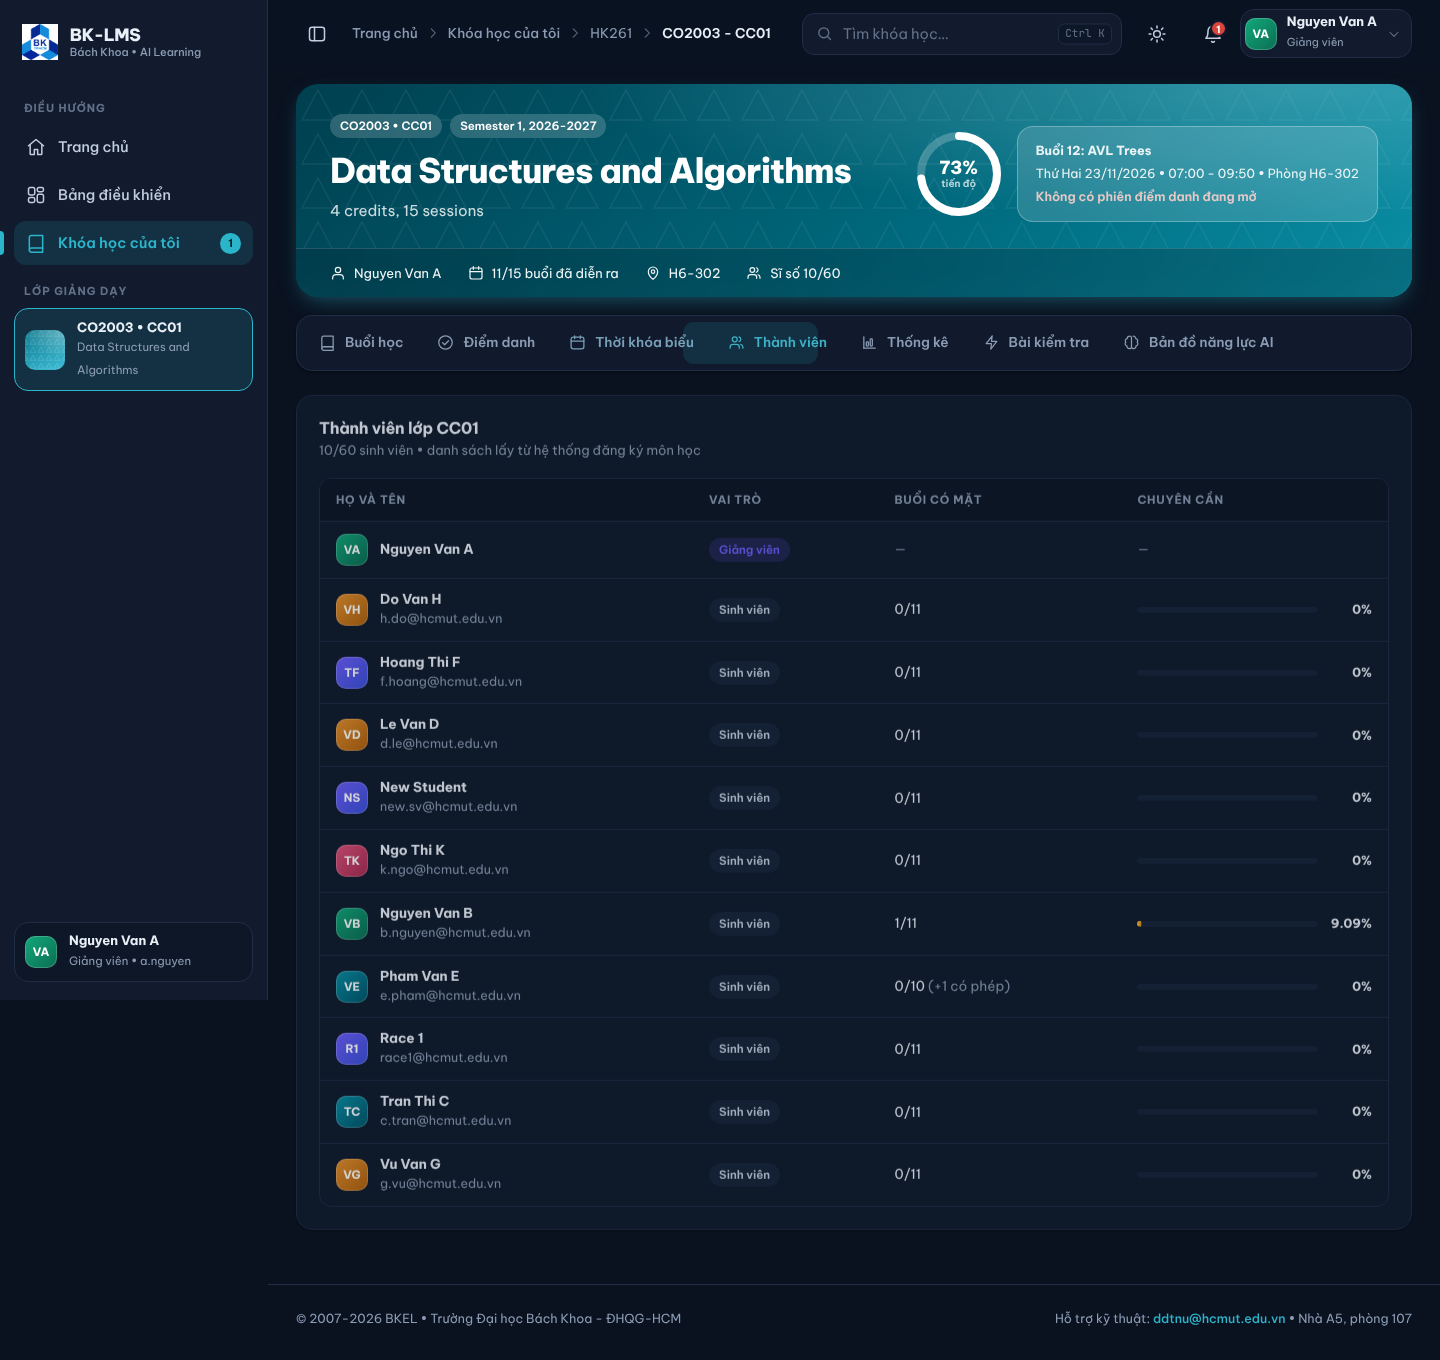 BK-LMS
Bách Khoa • AI Learning
ĐIỀU HƯỚNG
Trang chủ
Bảng điều khiển
Khóa học của tôi 1
LỚP GIẢNG DẠY
CO2003 • CC01
Data Structures and
Algorithms
VA
Nguyen Van A
Giảng viên • a.nguyen
Trang chủ > Khóa học của tôi > HK261 > CO2003 - CC01
Tìm khóa học...
Ctrl K
1
VA
Nguyen Van A
Giảng viên
CO2003 • CC01
Semester 1, 2026-2027
Data Structures and Algorithms
4 credits, 15 sessions
73%
tiến độ
Buổi 12: AVL Trees
Thứ Hai 23/11/2026 • 07:00 - 09:50 • Phòng H6-302
Không có phiên điểm danh đang mở
Nguyen Van A
11/15 buổi đã diễn ra
H6-302
Sĩ số 10/60
Buổi học
Điểm danh
Thời khóa biểu
Thành viên
Thống kê
Bài kiểm tra
Bản đồ năng lực AI
Thành viên lớp CC01
10/60 sinh viên • danh sách lấy từ hệ thống đăng ký môn học
HỌ VÀ TÊN VAI TRÒ BUỔI CÓ MẶT CHUYÊN CẦN
VA Nguyen Van A Giảng viên — —
VH Do Van H Sinh viên 0/11 0%
h.do@hcmut.edu.vn
TF Hoang Thi F Sinh viên 0/11 0%
f.hoang@hcmut.edu.vn
VD Le Van D Sinh viên 0/11 0%
d.le@hcmut.edu.vn
NS New Student Sinh viên 0/11 0%
new.sv@hcmut.edu.vn
TK Ngo Thi K Sinh viên 0/11 0%
k.ngo@hcmut.edu.vn
VB Nguyen Van B Sinh viên 1/11 9.09%
b.nguyen@hcmut.edu.vn
VE Pham Van E Sinh viên 0/10 (+1 có phép) 0%
e.pham@hcmut.edu.vn
R1 Race 1 Sinh viên 0/11 0%
race1@hcmut.edu.vn
TC Tran Thi C Sinh viên 0/11 0%
c.tran@hcmut.edu.vn
VG Vu Van G Sinh viên 0/11 0%
g.vu@hcmut.edu.vn
© 2007-2026 BKEL • Trường Đại học Bách Khoa - ĐHQG-HCM
Hỗ trợ kỹ thuật: ddtnu@hcmut.edu.vn • Nhà A5, phòng 107